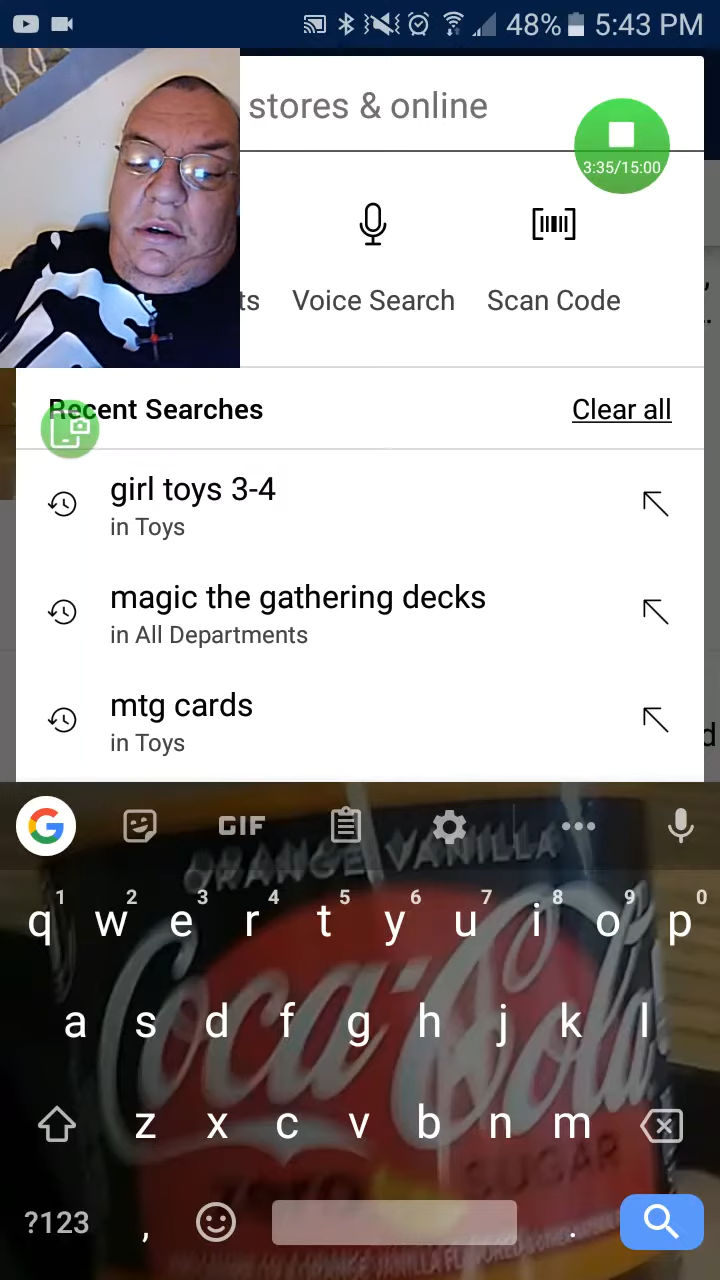 48% 5:43 PM
stores & online
3:35/15:00
ts Voice Search Scan Code
Recent Searches Clear all
girl toys 3-4
in Toys
magic the gathering decks
in All Departments
mtg cards
in Toys
d
G GIF
ORANGE VANILLA
1 2 3 4 5 6 7 8 9 0
q w e r t y u i o p
Coca-Cola
a s d f g h j k l
z x c v b n m
ZERO SUGAR
?123 , .